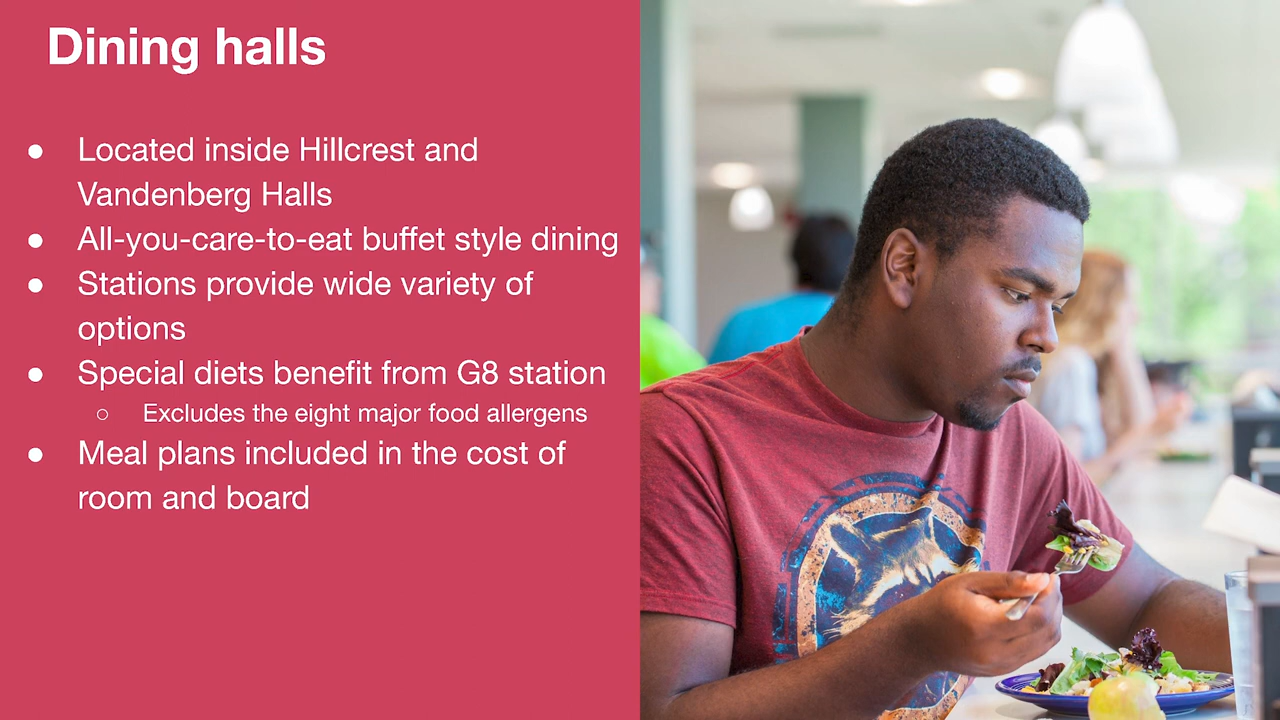 Dining halls
● Located inside Hillcrest and
Vandenberg Halls
● All-you-care-to-eat buffet style dining
● Stations provide wide variety of
options
● Special diets benefit from G8 station
○ Excludes the eight major food allergens
● Meal plans included in the cost of
room and board